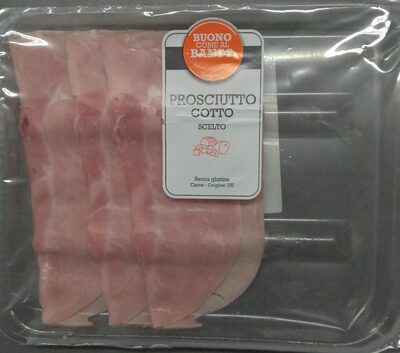 BUONO
COME AL
BANCO
PROSCIUTTO
COTTO
SCELTO
Senza glutine
Carne - Origine: UE